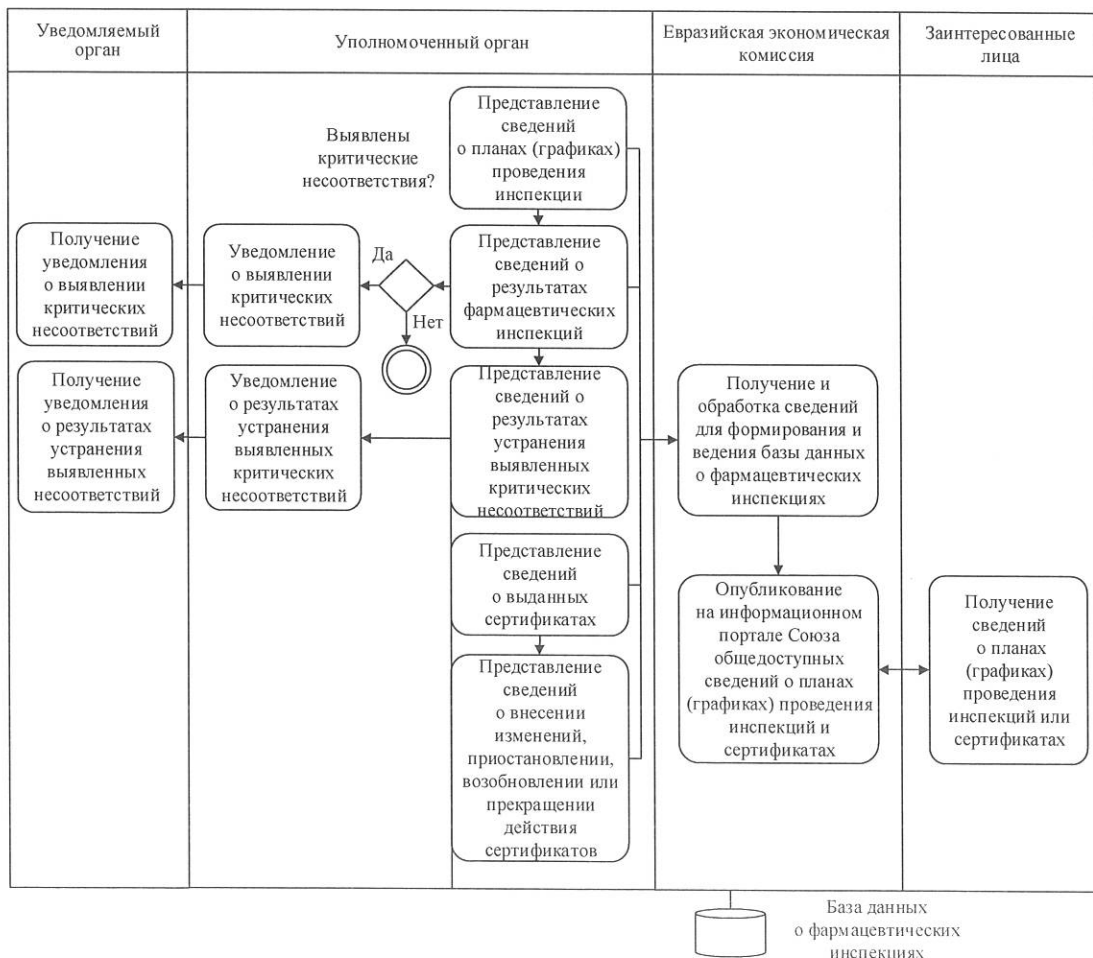 Уведомляемый
орган
Уполномоченный орган
Евразийская экономическая
комиссия
Заинтересованные
лица
Выявлены
критические
несоответствия?
Представление
сведений
о планах (графиках)
проведения
инспекции
Получение
уведомления
о выявлении
критических
несоответствий
Уведомление
о выявлении
критических
несоответствий
Да
Нет
Представление
сведений о
результатах
фармацевтических
инспекций
Получение
уведомления
о результатах
устранения
выявленных
несоответствий
Уведомление
о результатах
устранения
выявленных
критических
несоответствий
Представление
сведений о
результатах
устранения
выявленных
критических
несоответствий
Получение и
обработка сведений
для формирования и
ведения базы данных
о фармацевтических
инспекциях
Представление
сведений
о выданных
сертификатах
Опубликование
на информационном
портале Союза
общедоступных
сведений о планах
(графиках) проведения
инспекций и
сертификатах
Получение
сведений
о планах
(графиках)
проведения
инспекций или
сертификатах
Представление
сведений
о внесении
изменений,
приостановлении,
возобновлении или
прекращении
действия
сертификатов
База данных
о фармацевтических
инспекциях